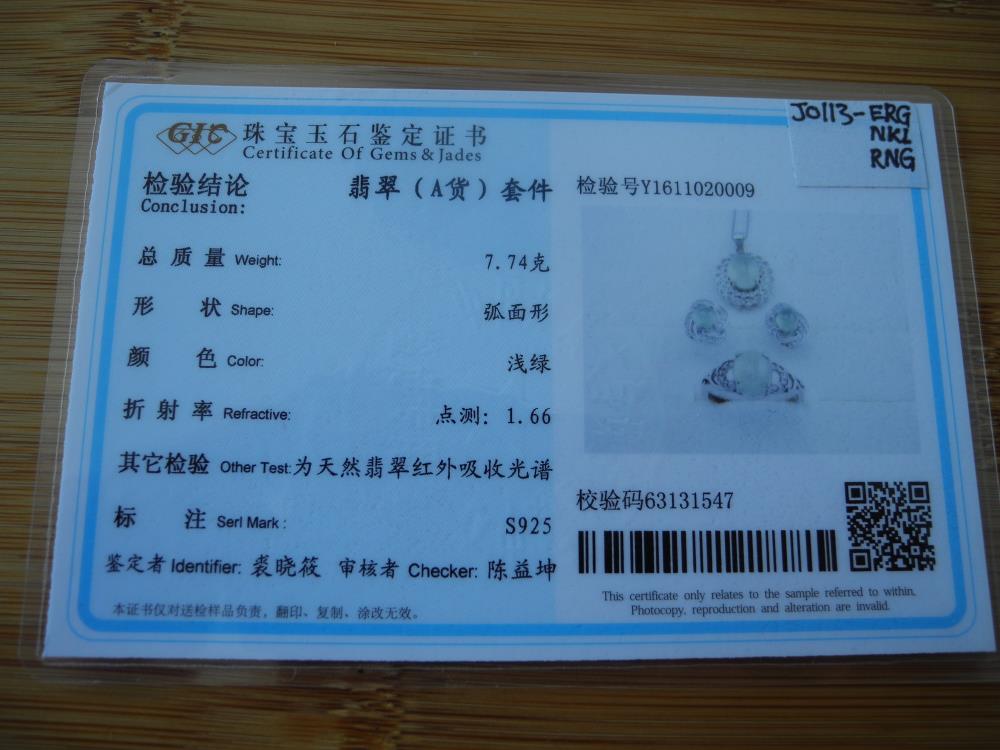 J0113-ERG
NKL
RNG
GIC 珠宝玉石鉴定证书
Certificate Of Gems & Jades
检验结论 翡翠（A货）套件
Conclusion:
检验号Y1611020009
总质量 Weight: 7.74克
形状 Shape: 弧面形
颜色 Color: 浅绿
折射率 Refractive: 点测: 1.66
其它检验 Other Test:为天然翡翠红外吸收光谱
标注 Serl Mark: S925
鉴定者 Identifier: 裘晓筱 审核者 Checker: 陈益坤
本证书仅对送检样品负责，翻印、复制、涂改无效。
校验码63131547
This certificate only relates to the sample referred to within.
Photocopy, reproduction and alteration are invalid.